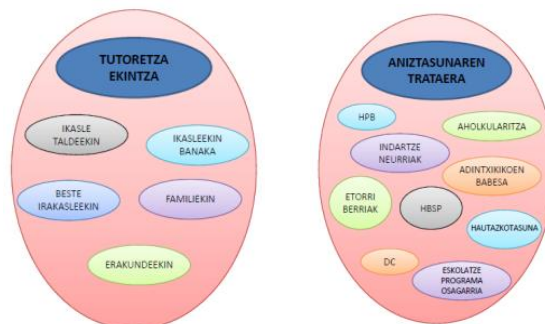 TUTORETZA
EKINTZA
IKASLE
TALDEEKIN
IKASLEEKIN
BANAKA
BESTE
IRAKASLEEKIN
FAMILIEKIN
ERAKUNDEEKIN
ANIZTASUNAREN
TRATAERA
HPB
AHOLKULARITZA
INDARTZE
NEURRIAK
ADINTXIKIKOEN
BABESA
ETORRI
BERRIAK
HBSP
HAUTAZKOTASUNA
DC
ESKOLATZE
PROGRAMA
OSAGARRIA